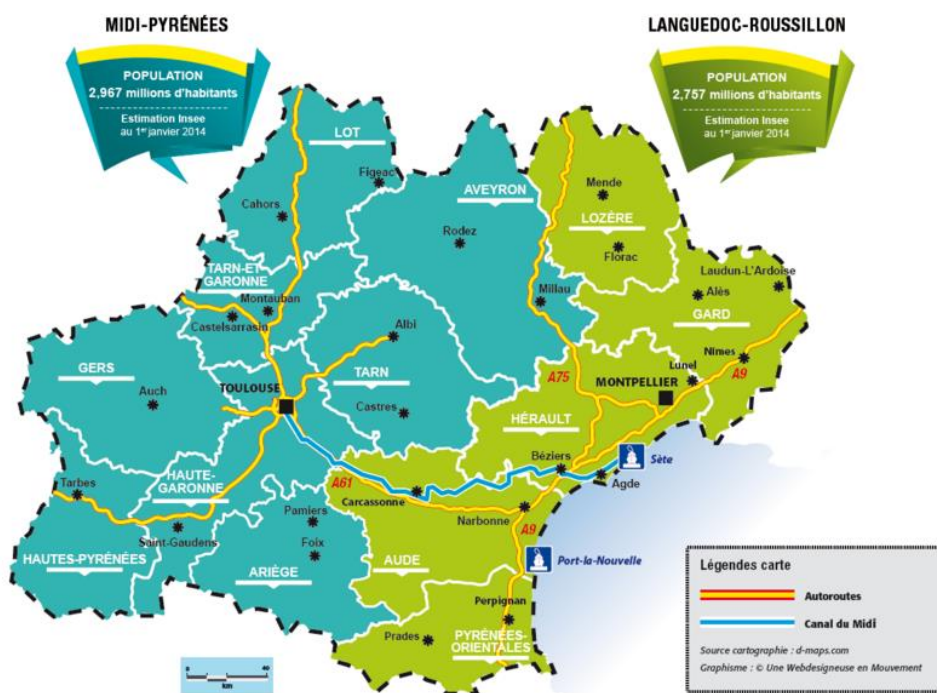 MIDI-PYRÉNÉES
POPULATION
2,967 millions d'habitants
Estimation Insee
au 1er janvier 2014
LANGUEDOC-ROUSSILLON
POPULATION
2,757 millions d'habitants
Estimation Insee
au 1er janvier 2014
LOT
Figeac
Cahors
AVEYRON
Rodez
Millau
Mende
LOZÈRE
Florac
Laudun-L'Ardoise
Alès
GARD
Nîmes
Lunel
A9
TARN-ET
GARONNE
Montauban
Castelsarrasin
Albi
TARN
Castres
GERS
Auch
TOULOUSE
A75
MONTPELLIER
HÉRAULT
Béziers
Agde
Sète
HAUTE-
GARONNE
Tarbes
Saint-Gaudens
HAUTES-PYRÉNÉES
Pamiers
Foix
ARIÈGE
A61
Carcassonne
Narbonne
A9
AUDE
Port-la-Nouvelle
Perpignan
Prades
PYRÉNÉES-
ORIENTALES
Légendes carte
Autoroutes
Canal du Midi
Source cartographie : d-maps.com
Graphisme : © Une Webdesigneuse en Mouvement
0 40
km